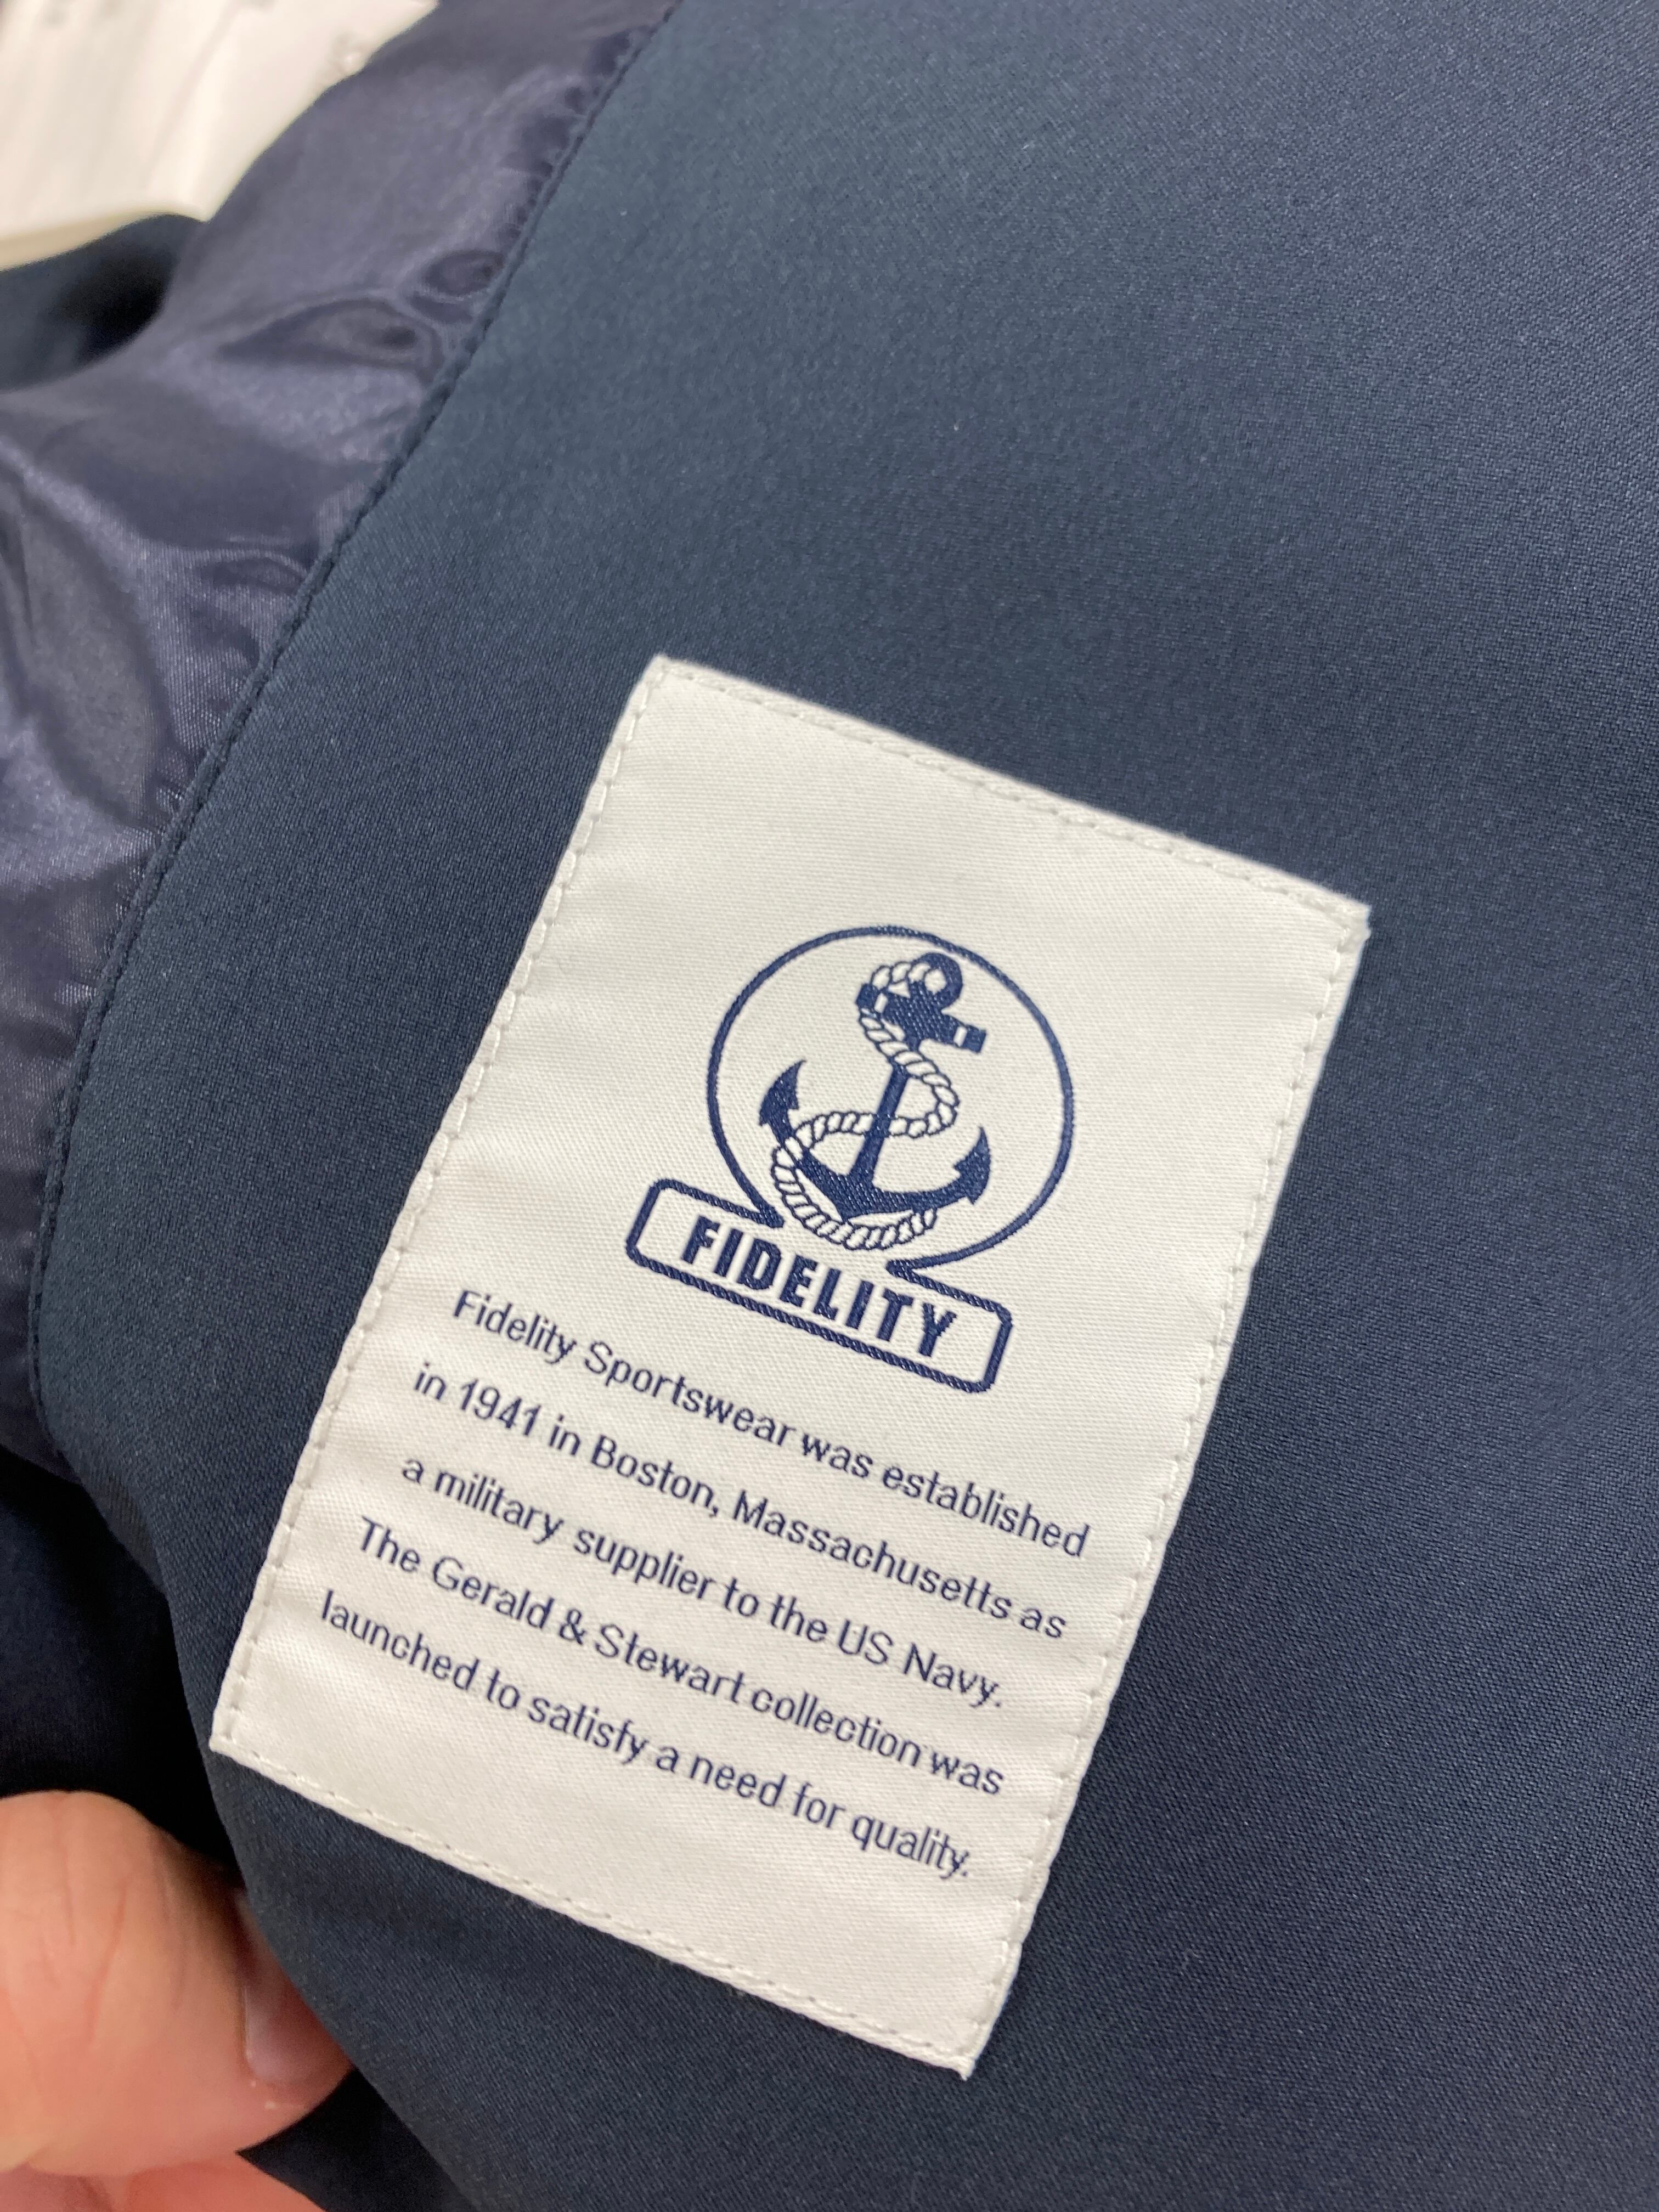 FIDELITY
Fidelity Sportswear was established
in 1941 in Boston, Massachusetts as
a military supplier to the US Navy.
The Gerald & Stewart collection was
launched to satisfy a need for quality.